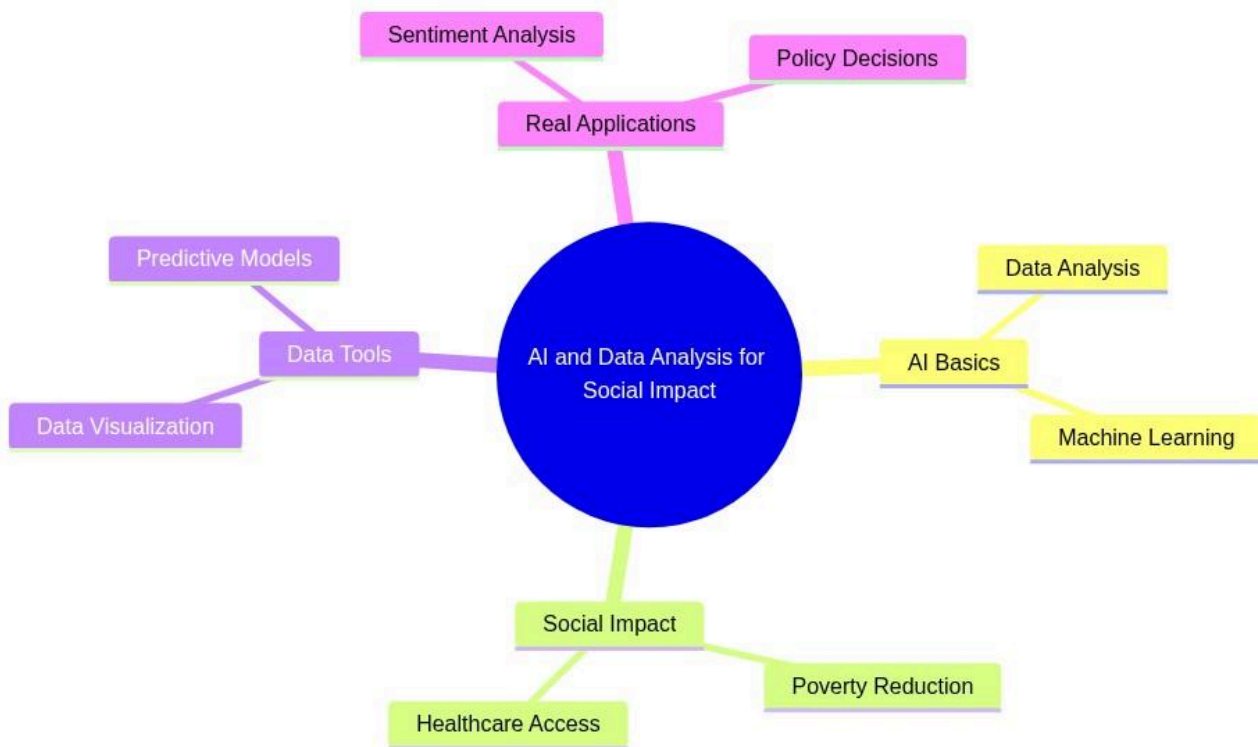 Sentiment Analysis
Policy Decisions
Real Applications
Predictive Models
Data Analysis
Data Tools
AI and Data Analysis for
Social Impact
AI Basics
Data Visualization
Machine Learning
Social Impact
Poverty Reduction
Healthcare Access